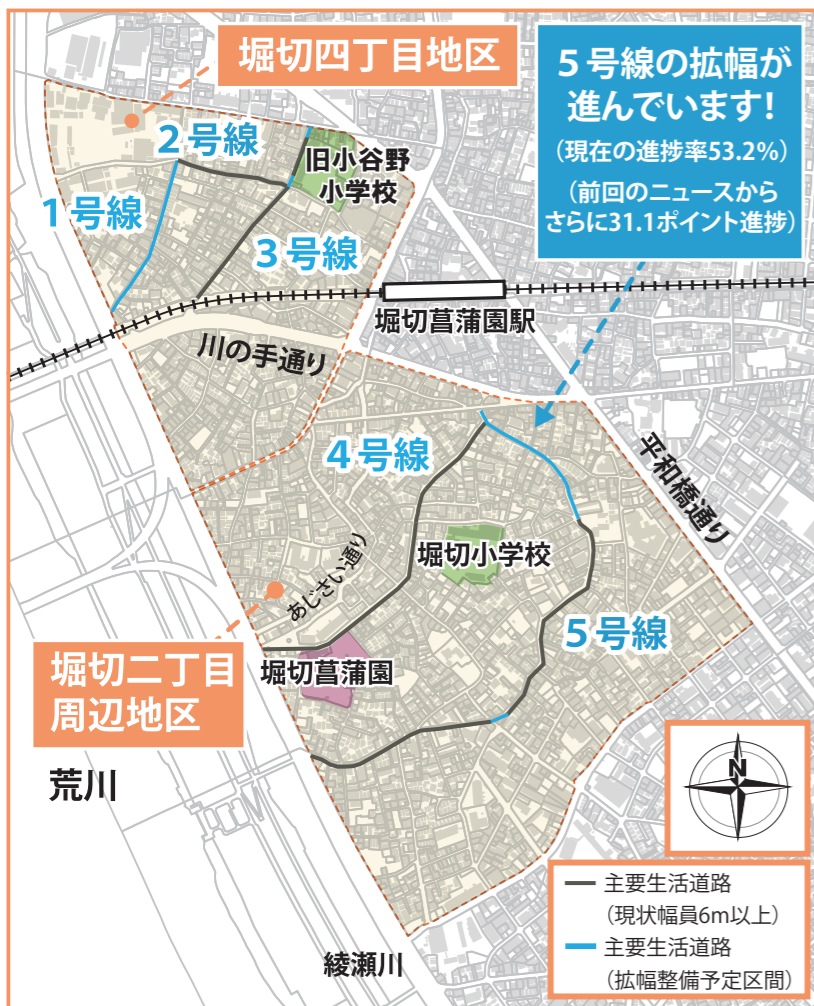 堀切四丁目地区
5号線の拡幅が
進んでいます!
(現在の進捗率53.2%)
(前回のニュースから
さらに31.1ポイント進捗)
2号線
旧小谷野
小学校
1号線
3号線
堀切菖蒲園駅
川の手通り
4号線
平和橋通り
堀切小学校
あじさい通り
5号線
堀切菖蒲園
堀切二丁目
周辺地区
荒川
N
主要生活道路
(現状幅員6m以上)
主要生活道路
(拡幅整備予定区間)
綾瀬川